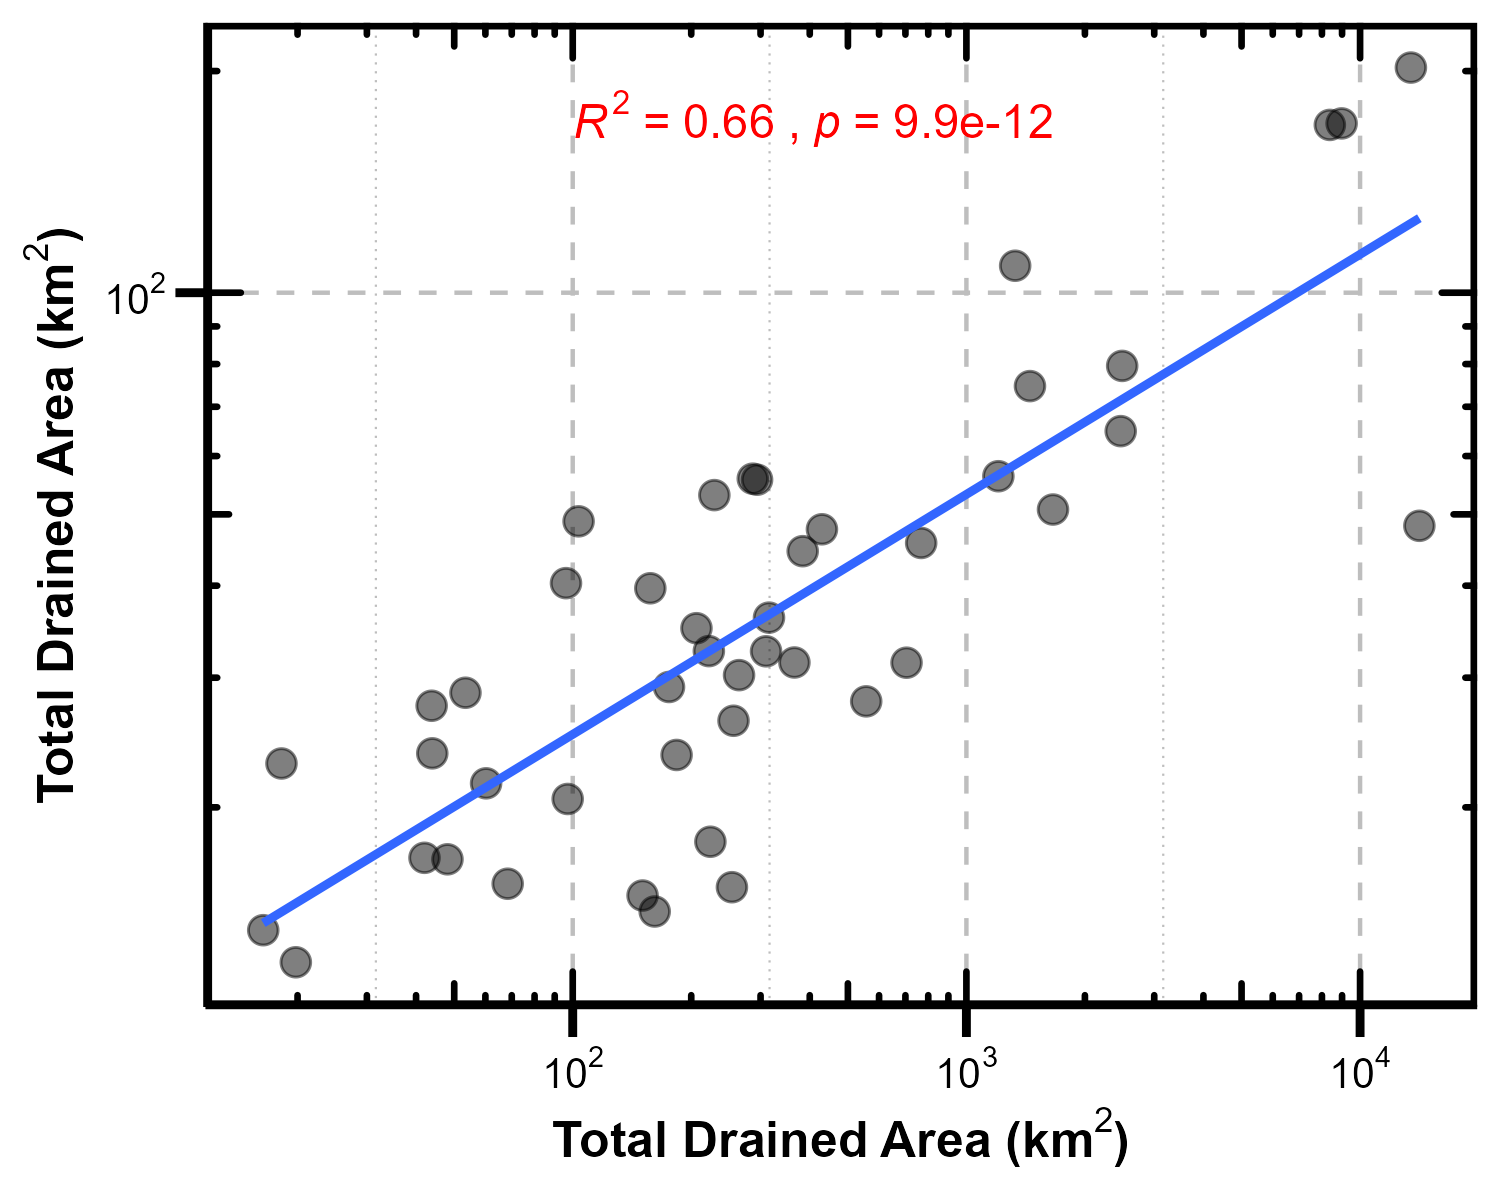 R² = 0.66 , p = 9.9e-12
Total Drained Area (km²)
10²
10²
10³
10⁴
Total Drained Area (km²)